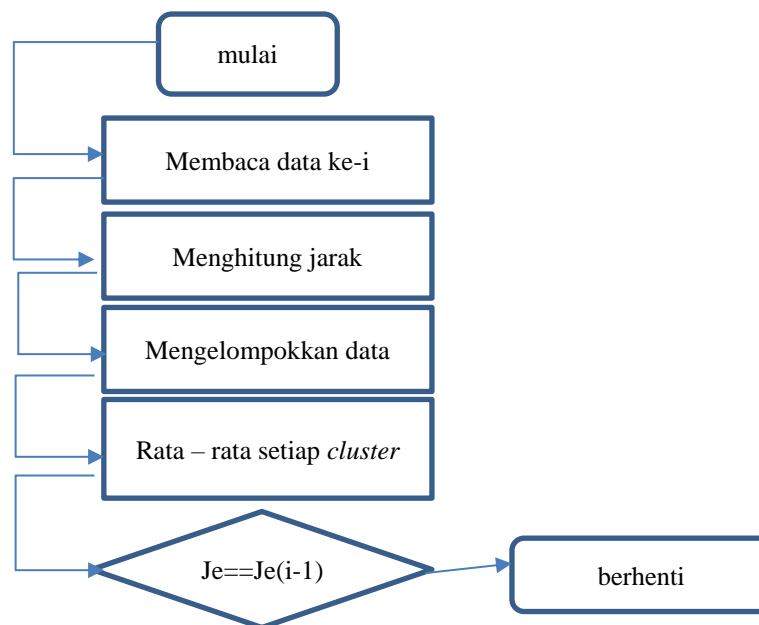 mulai
Membaca data ke-i
Menghitung jarak
Mengelompokkan data
Rata – rata setiap cluster
Je==Je(i-1)
berhenti